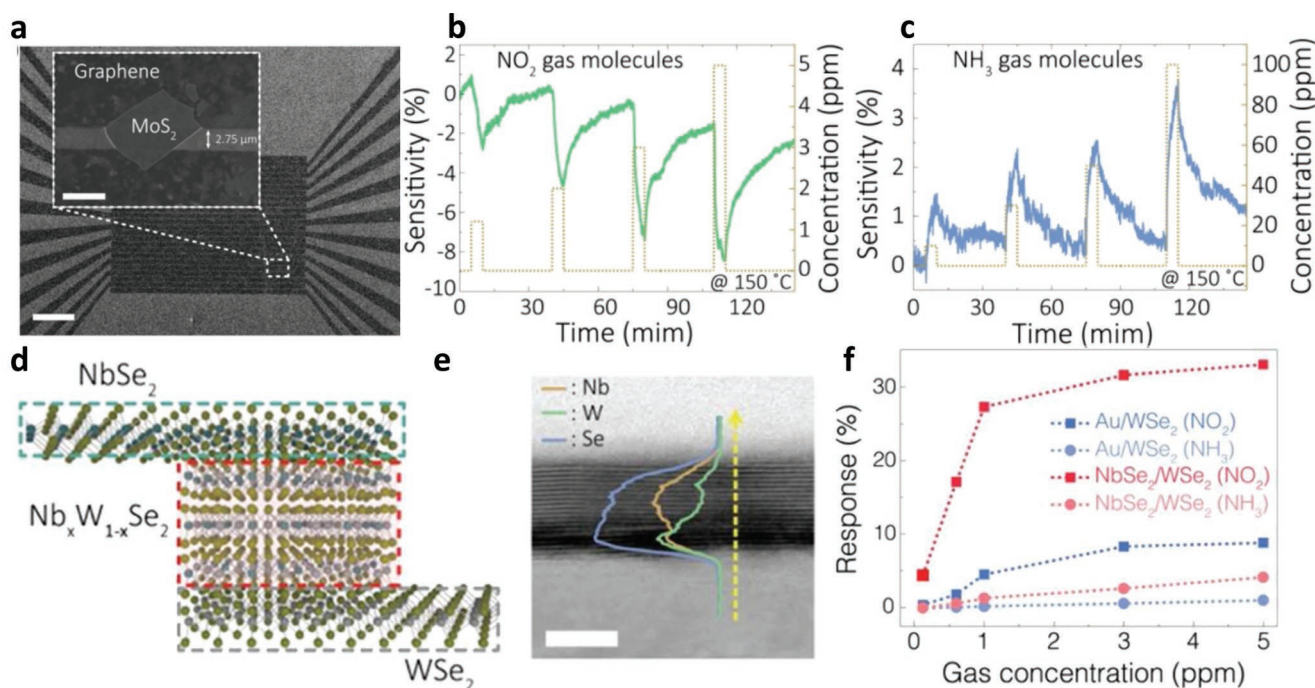 a
Graphene
MoS2
2.75 μm
b
NO2 gas molecules
Sensitivity (%)
2
0
-2
-4
-6
-8
-10
0 30 60 90 120
Time (mim)
5
4
3
2
1
0
Concentration (ppm)
@ 150 °C
c
NH3 gas molecules
Sensitivity (%)
4
3
2
1
0
0 30 60 90 120
Time (mim)
100
80
60
40
20
0
Concentration (ppm)
@ 150 °C
d
NbSe2
NbxW1-xSe2
WSe2
e
: Nb
: W
: Se
f
Response (%)
30
20
10
0
Au/WSe2 (NO2)
Au/WSe2 (NH3)
NbSe2/WSe2 (NO2)
NbSe2/WSe2 (NH3)
0 1 2 3 4 5
Gas concentration (ppm)